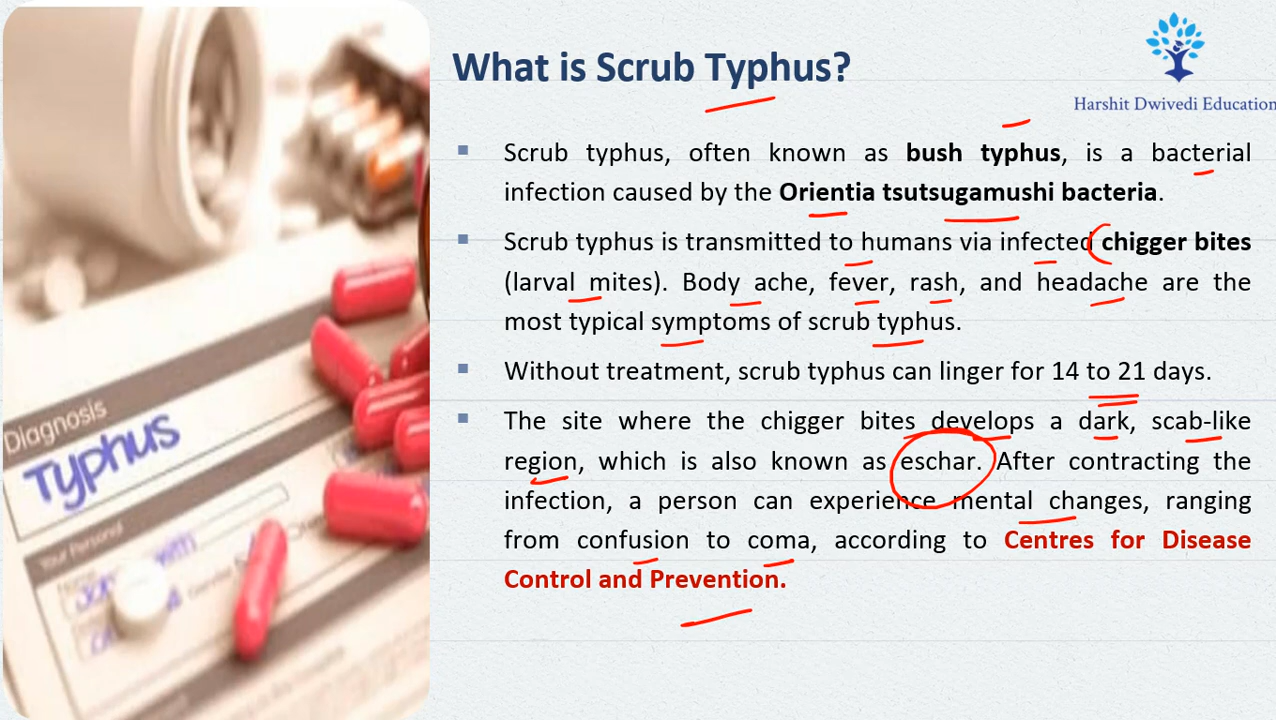 What is Scrub Typhus?
Harshit Dwivedi Education
Scrub typhus, often known as bush typhus, is a bacterial
infection caused by the Orientia tsutsugamushi bacteria.
Scrub typhus is transmitted to humans via infected chigger bites
(larval mites). Body ache, fever, rash, and headache are the
most typical symptoms of scrub typhus.
Without treatment, scrub typhus can linger for 14 to 21 days.
The site where the chigger bites develops a dark, scab-like
region, which is also known as eschar. After contracting the
infection, a person can experience mental changes, ranging
from confusion to coma, according to Centres for Disease
Control and Prevention.
Diagnosis
Typhus
Your Personal